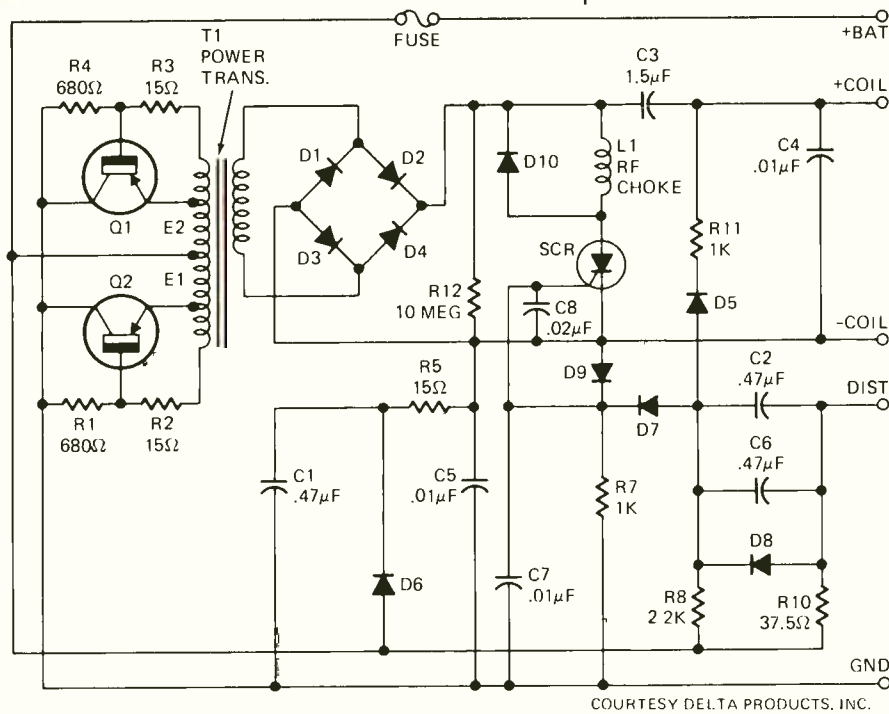 FUSE
+BAT
T1
POWER
TRANS.
R4
680Ω
R3
15Ω
C3
1.5µF
+COIL
D1
D2
D10
L1
RF
CHOKE
C4
.01µF
Q1
E2
R11
1K
SCR
Q2
E1
D3
D4
R12
10 MEG
C8
.02µF
D5
-COIL
R5
15Ω
D9
C2
.47µF
DIST
R1
680Ω
R2
15Ω
D7
C6
.47µF
C1
.47µF
C5
.01µF
R7
1K
D8
D6
C7
.01µF
R8
2 2K
R10
37.5Ω
GND
COURTESY DELTA PRODUCTS, INC.